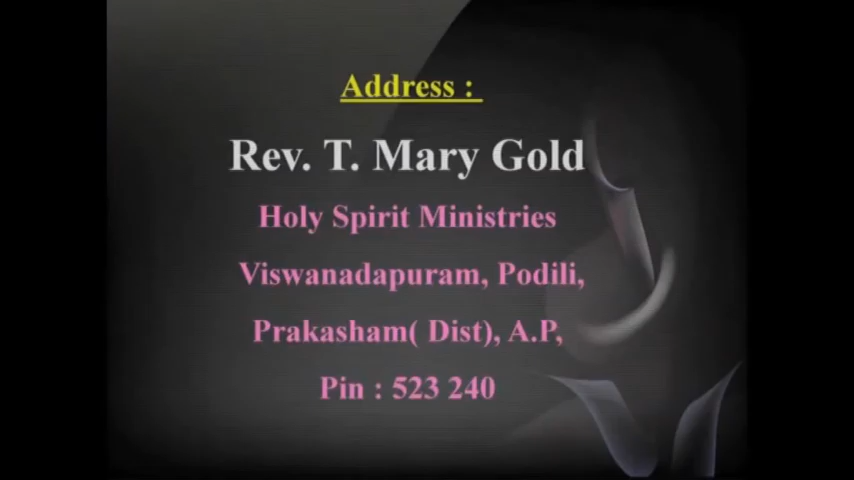 Address :
Rev. T. Mary Gold
Holy Spirit Ministries
Viswanadapuram, Podili,
Prakasham( Dist), A.P,
Pin : 523 240